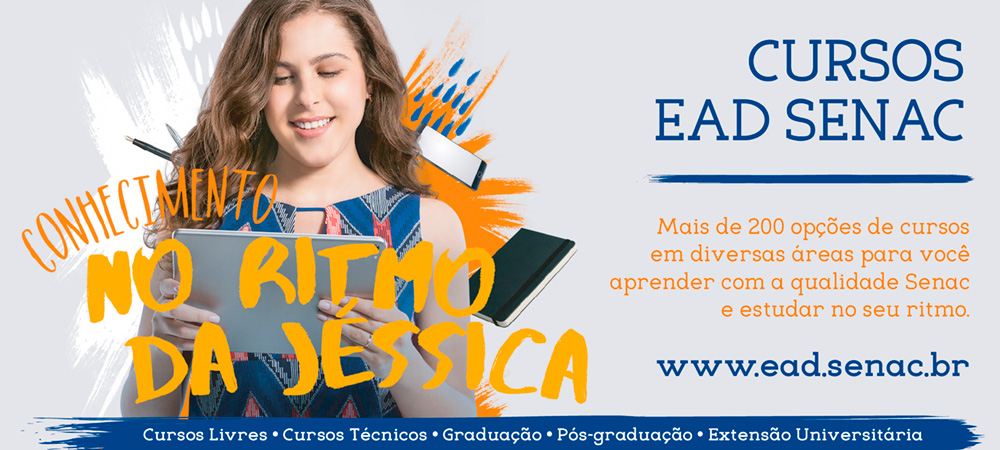 CONHECIMENTO
NO RITMO
DA JÉSSICA
CURSOS
EAD SENAC
Mais de 200 opções de cursos
em diversas áreas para você
aprender com a qualidade Senac
e estudar no seu ritmo.
www.ead.senac.br
Cursos Livres • Cursos Técnicos • Graduação • Pós-graduação • Extensão Universitária